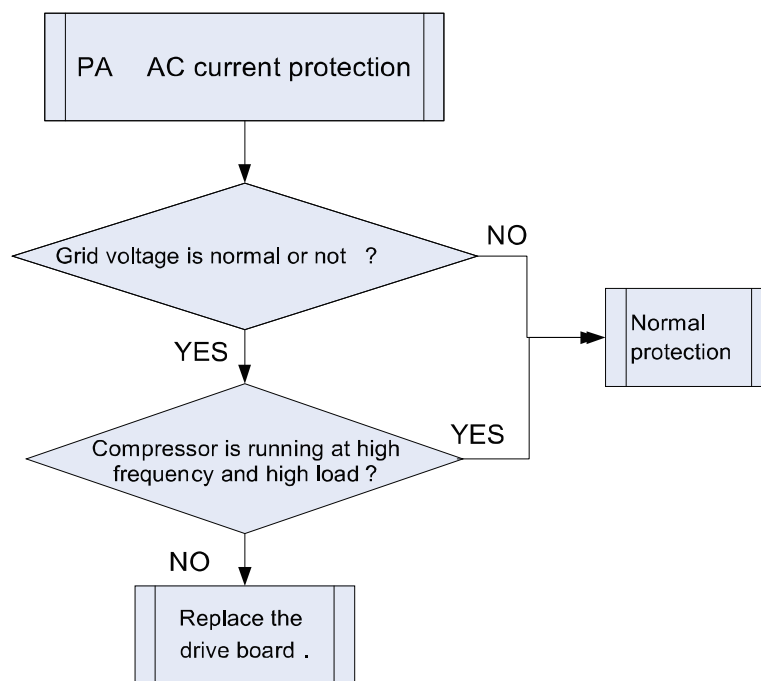 PA AC current protection
Grid voltage is normal or not ?
NO
Normal
protection
YES
Compressor is running at high
frequency and high load ?
YES
NO
Replace the
drive board .